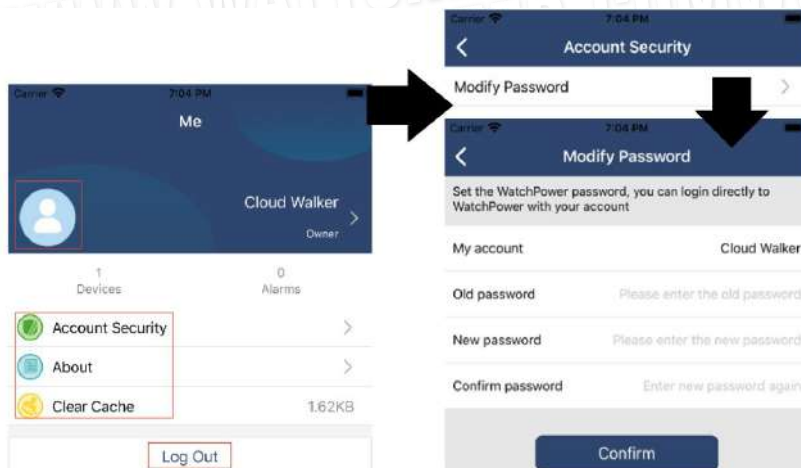 Carrier 7:04 PM
Me
Cloud Walker
Owner
1 0
Devices Alarms
Account Security
About
Clear Cache 1.62KB
Log Out
Carrier 7:04 PM
Account Security
Modify Password
Carrier 7:04 PM
Modify Password
Set the WatchPower password, you can login directly to
WatchPower with your account
My account Cloud Walker
Old password Please enter the old password
New password Please enter the new password
Confirm password Enter new password again
Confirm